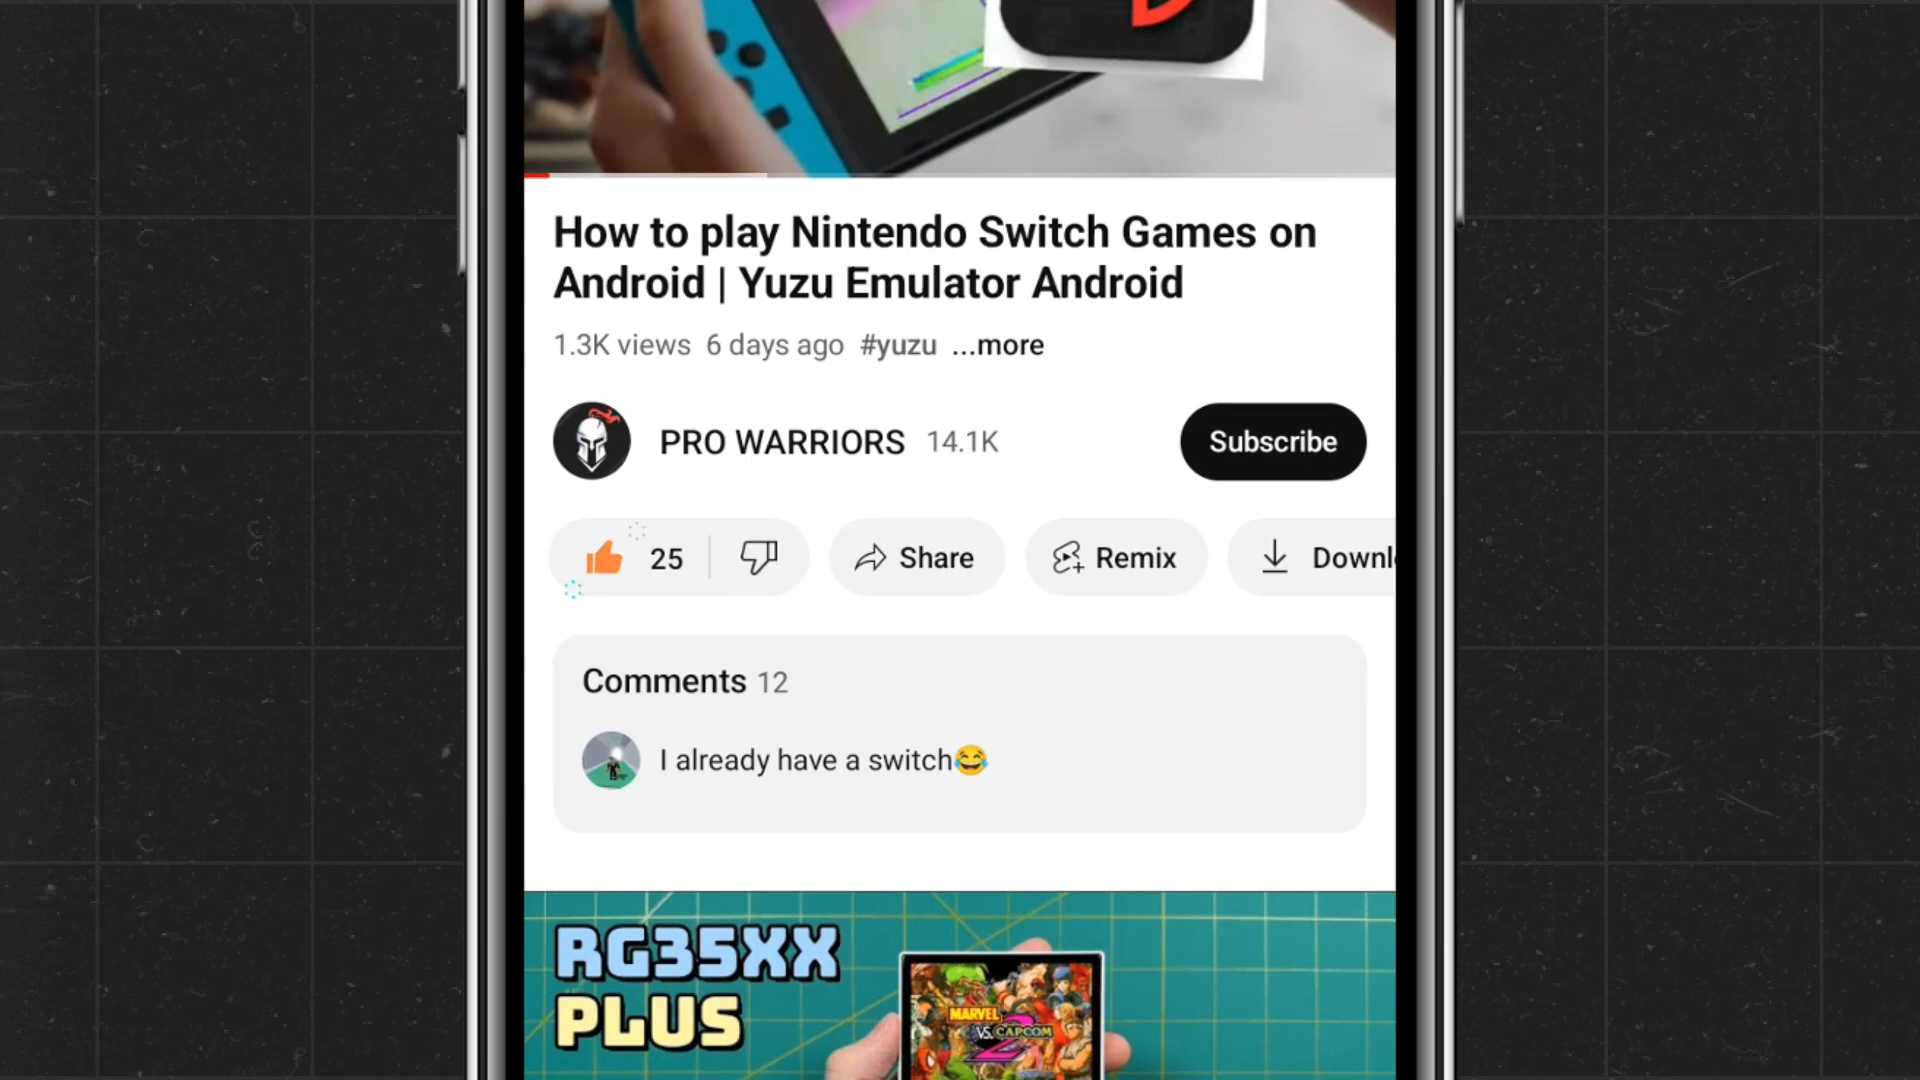 How to play Nintendo Switch Games on
Android | Yuzu Emulator Android
1.3K views 6 days ago #yuzu ...more
PRO WARRIORS 14.1K Subscribe
25 Share Remix Downl
Comments 12
I already have a switch😂
RG35XX
PLUS
MARVEL
VS. CAPCOM
2